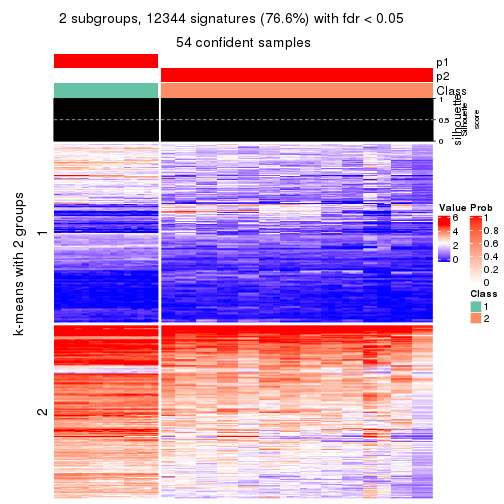 2 subgroups, 12344 signatures (76.6%) with fdr < 0.05
54 confident samples
p1
p2
Class
1
0.5
0
silhouette
Silhouette
score
k-means with 2 groups
1
2
Value
6
4
2
0
Prob
1
0.8
0.6
0.4
0.2
0
Class
1
2